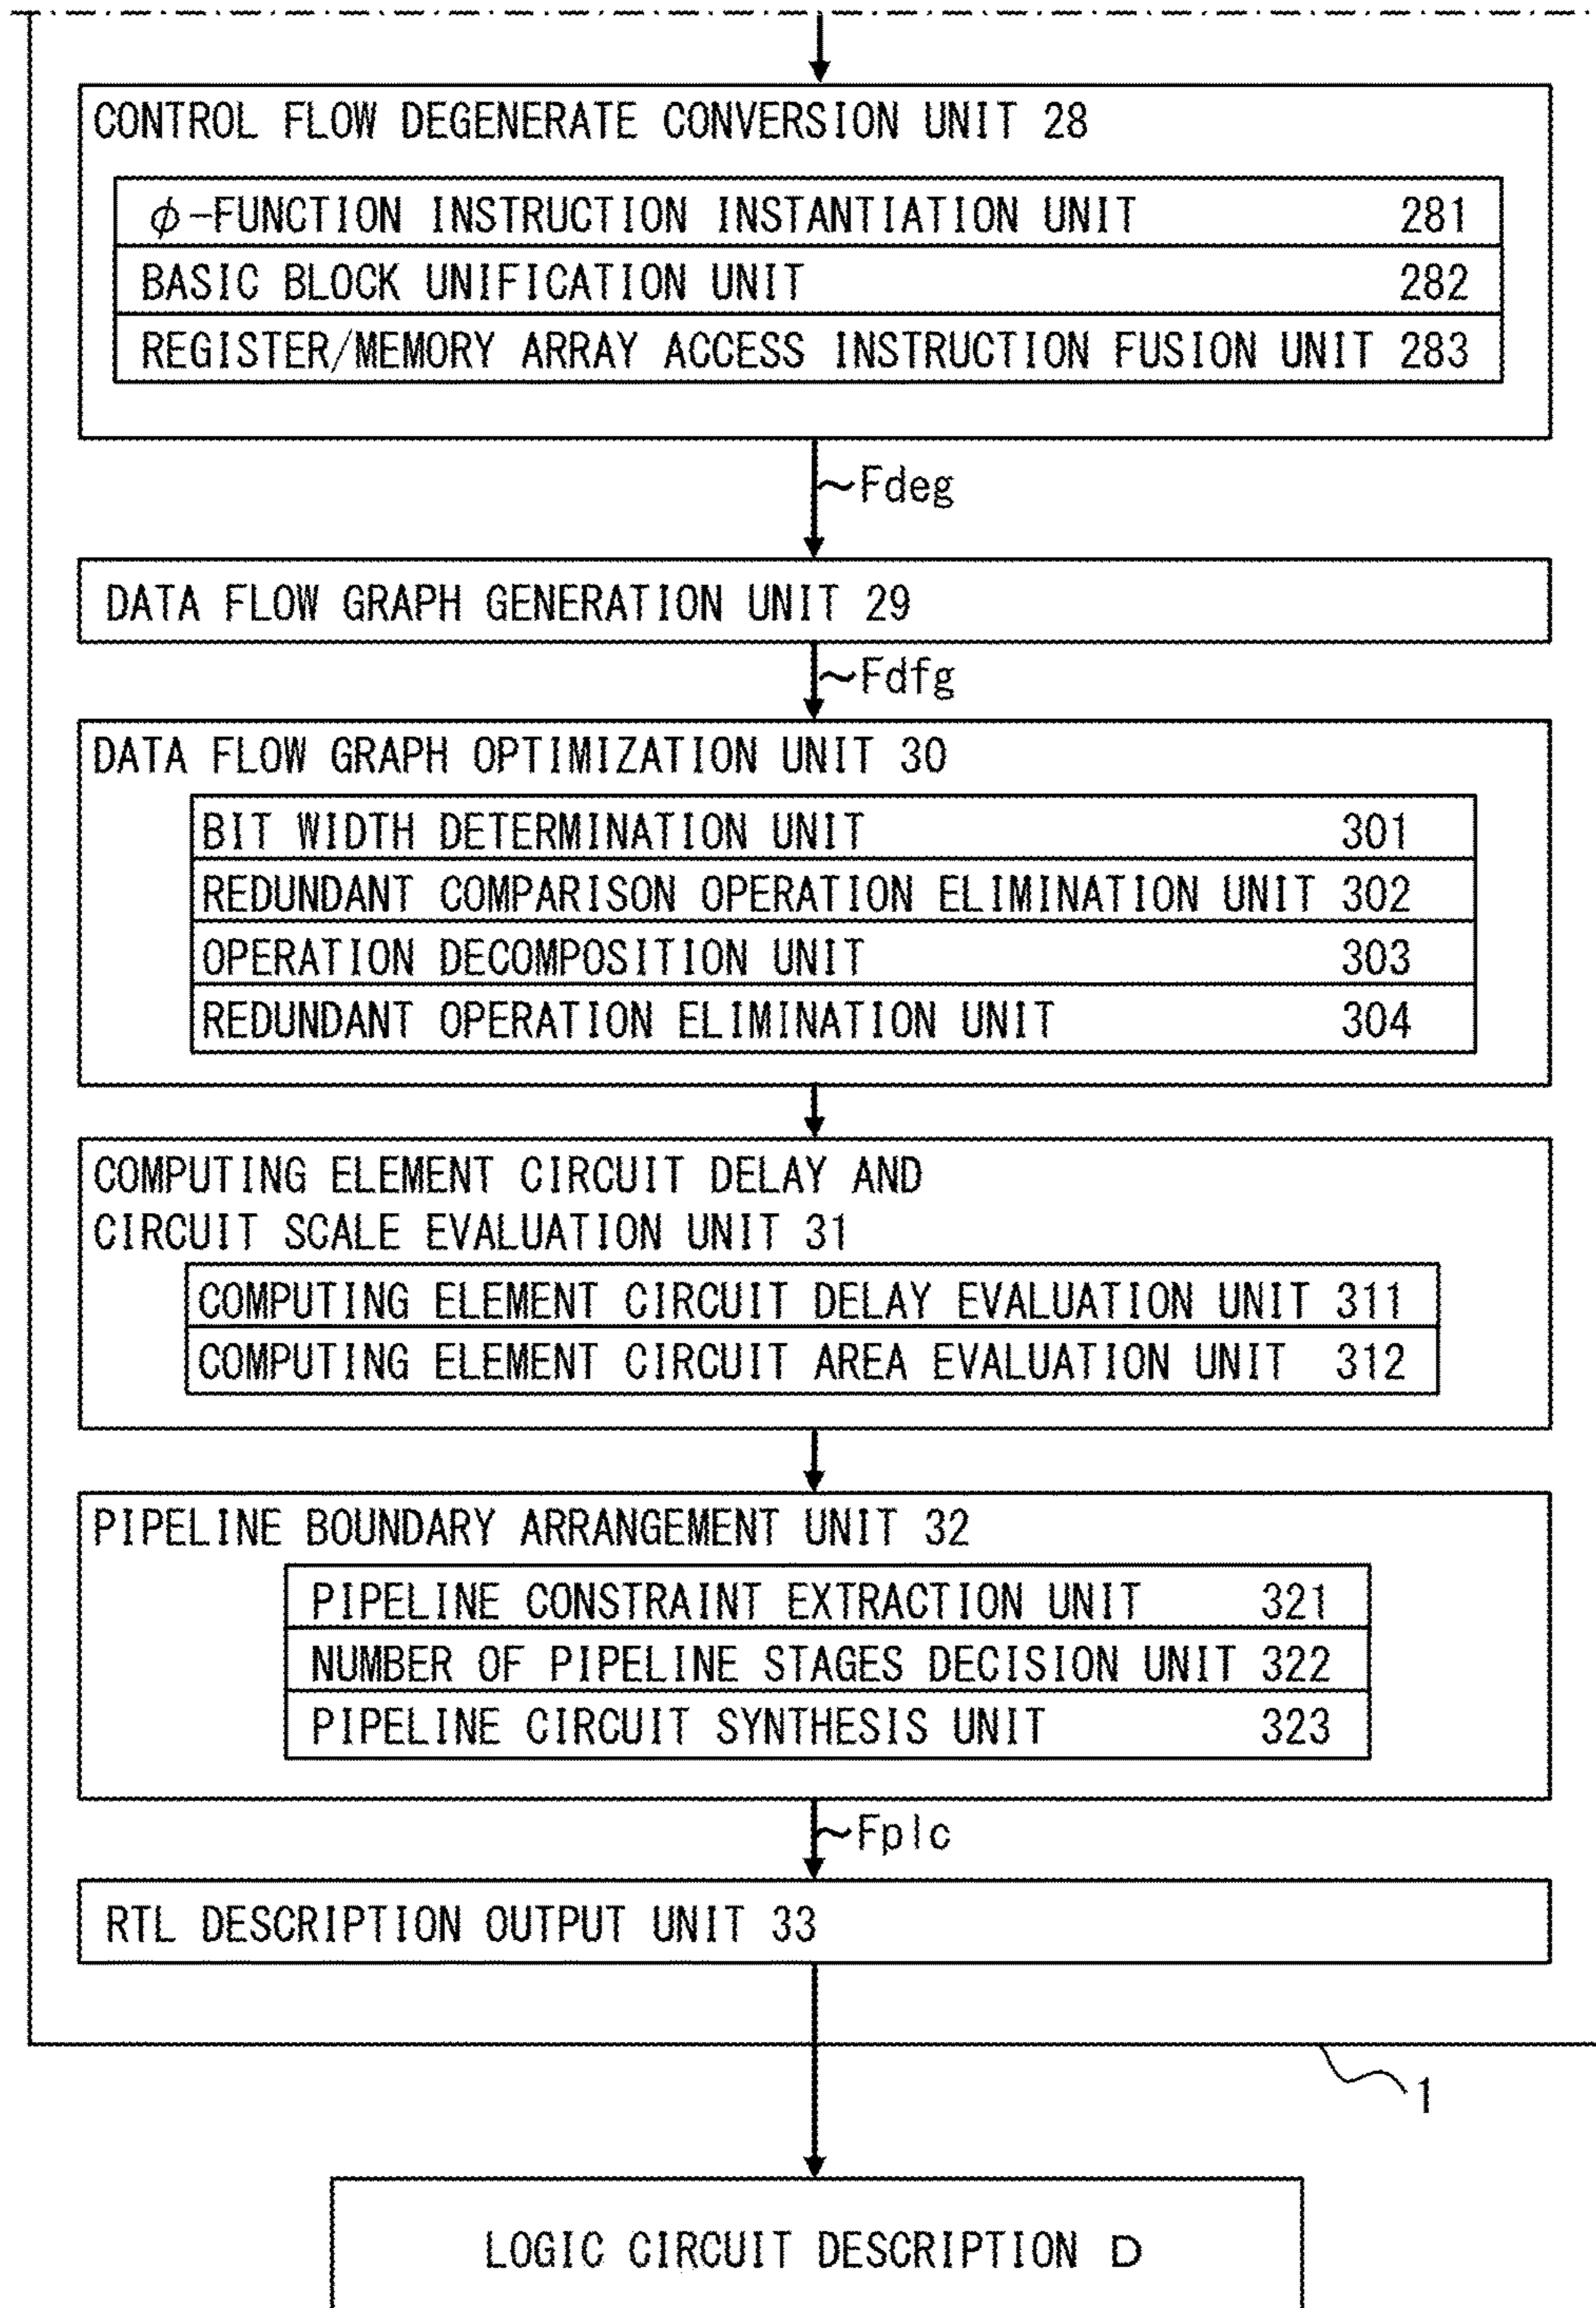 CONTROL FLOW DEGENERATE CONVERSION UNIT 28
φ-FUNCTION INSTRUCTION INSTANTIATION UNIT 281
BASIC BLOCK UNIFICATION UNIT 282
REGISTER/MEMORY ARRAY ACCESS INSTRUCTION FUSION UNIT 283
~Fdeg
DATA FLOW GRAPH GENERATION UNIT 29
~Fdfg
DATA FLOW GRAPH OPTIMIZATION UNIT 30
BIT WIDTH DETERMINATION UNIT 301
REDUNDANT COMPARISON OPERATION ELIMINATION UNIT 302
OPERATION DECOMPOSITION UNIT 303
REDUNDANT OPERATION ELIMINATION UNIT 304
COMPUTING ELEMENT CIRCUIT DELAY AND
CIRCUIT SCALE EVALUATION UNIT 31
COMPUTING ELEMENT CIRCUIT DELAY EVALUATION UNIT 311
COMPUTING ELEMENT CIRCUIT AREA EVALUATION UNIT 312
PIPELINE BOUNDARY ARRANGEMENT UNIT 32
PIPELINE CONSTRAINT EXTRACTION UNIT 321
NUMBER OF PIPELINE STAGES DECISION UNIT 322
PIPELINE CIRCUIT SYNTHESIS UNIT 323
~Fplc
RTL DESCRIPTION OUTPUT UNIT 33
1
LOGIC CIRCUIT DESCRIPTION D